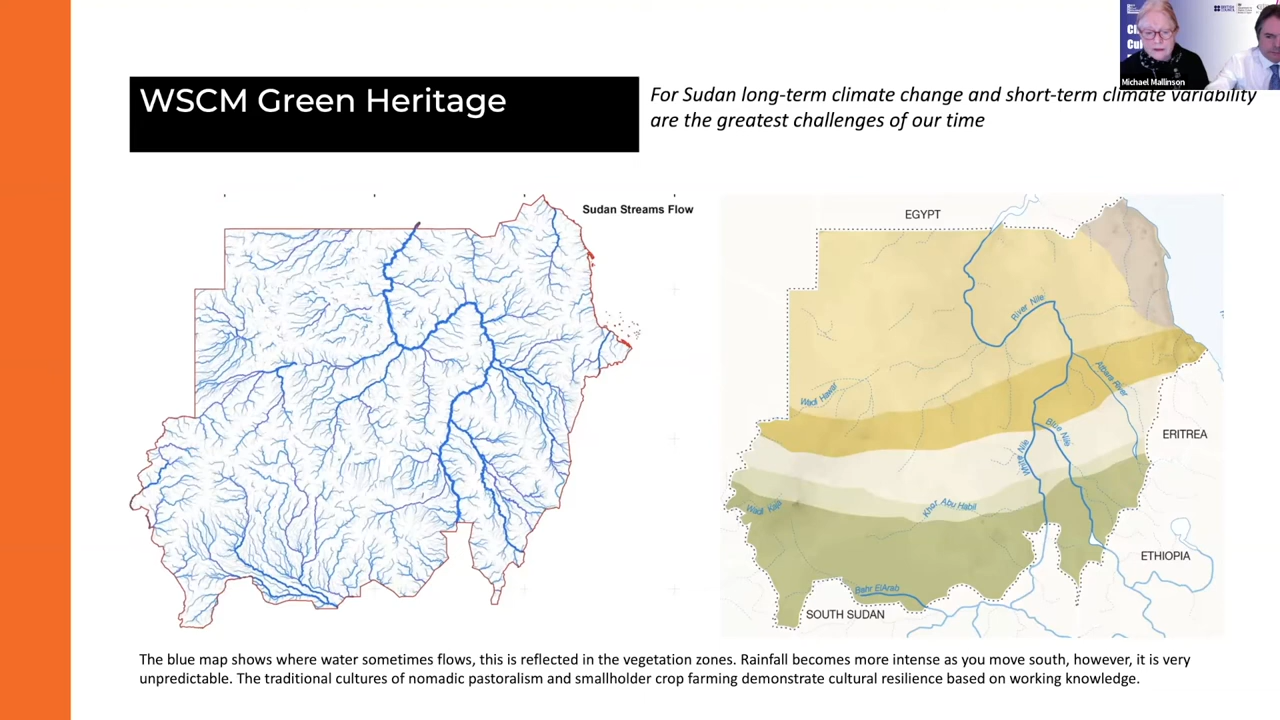 WSCM Green Heritage
For Sudan long-term climate change and short-term climate variability
are the greatest challenges of our time
Michael Mallinson
Sudan Streams Flow
EGYPT
River Nile
Wadi Hawar
Atbara River
Blue Nile
White Nile
ERITREA
Wadi Kaja
Khor Abu Habil
ETHIOPIA
Bahr ElArab
SOUTH SUDAN
The blue map shows where water sometimes flows, this is reflected in the vegetation zones. Rainfall becomes more intense as you move south, however, it is very
unpredictable. The traditional cultures of nomadic pastoralism and smallholder crop farming demonstrate cultural resilience based on working knowledge.